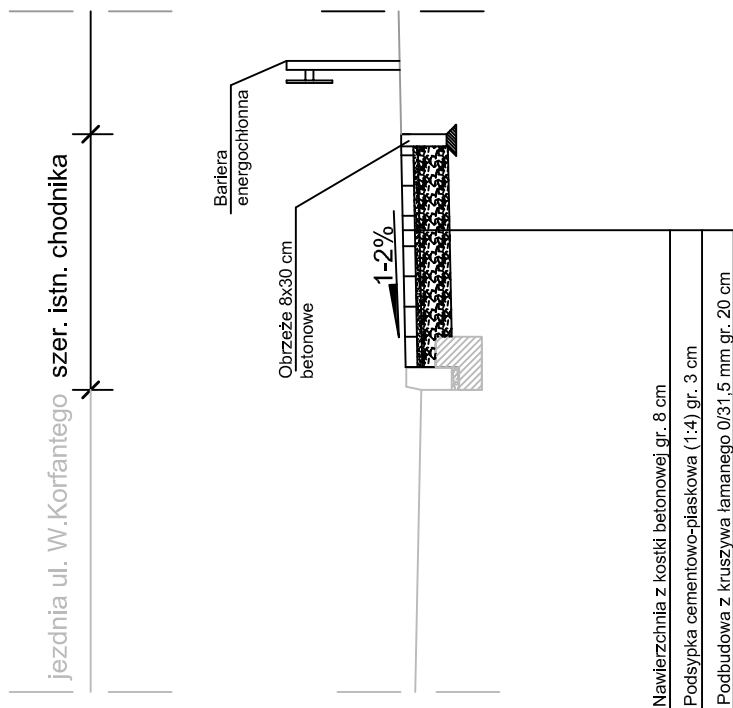 jezdnia ul. W.Korfantego
szer. istn. chodnika
Bariera
energochłonna
Obrzeże 8x30 cm
betonowe
1-2%
Nawierzchnia z kostki betonowej gr. 8 cm
Podsypka cementowo-piaskowa (1:4) gr. 3 cm
Podbudowa z kruszywa łamanego 0/31,5 mm gr. 20 cm